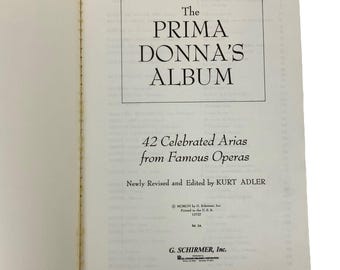 The
PRIMA
DONNA'S
ALBUM
42 Celebrated Arias
from Famous Operas
Newly Revised and Edited by KURT ADLER
G. SCHIRMER, Inc.